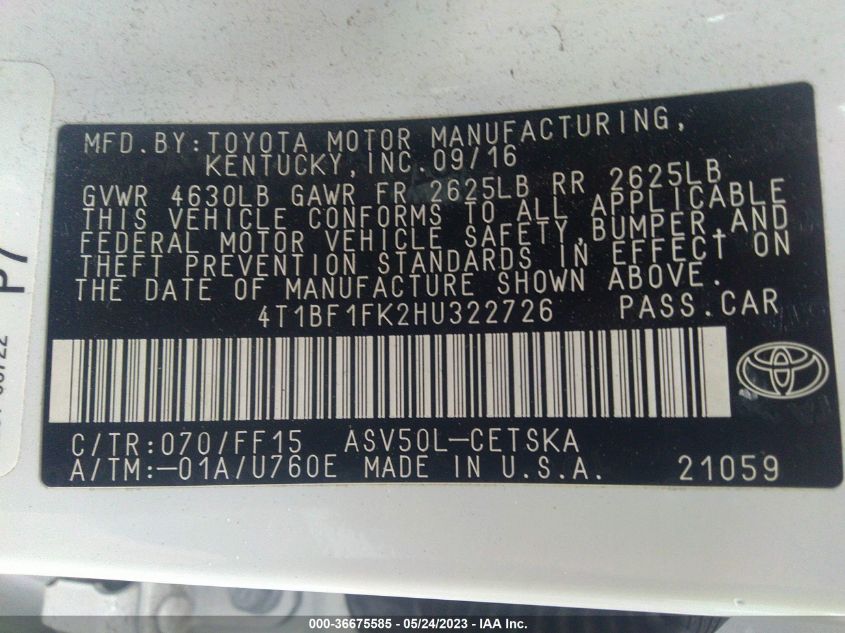 MFD.BY:TOYOTA MOTOR MANUFACTURING,
KENTUCKY,INC.09/16
GVWR 4630LB GAWR FR 2625LB RR 2625LB
THIS VEHICLE CONFORMS TO ALL APPLICABLE
FEDERAL MOTOR VEHICLE SAFETY,BUMPER,AND
THEFT PREVENTION STANDARDS IN EFFECT ON
THE DATE OF MANUFACTURE SHOWN ABOVE.
4T1BF1FK2HU322726 PASS.CAR
C/TR:070/FF15 ASV50L-CETSKA
A/TM:-01A/U760E MADE IN U.S.A. 21059
P7
000-36675585 - 05/24/2023 - IAA Inc.